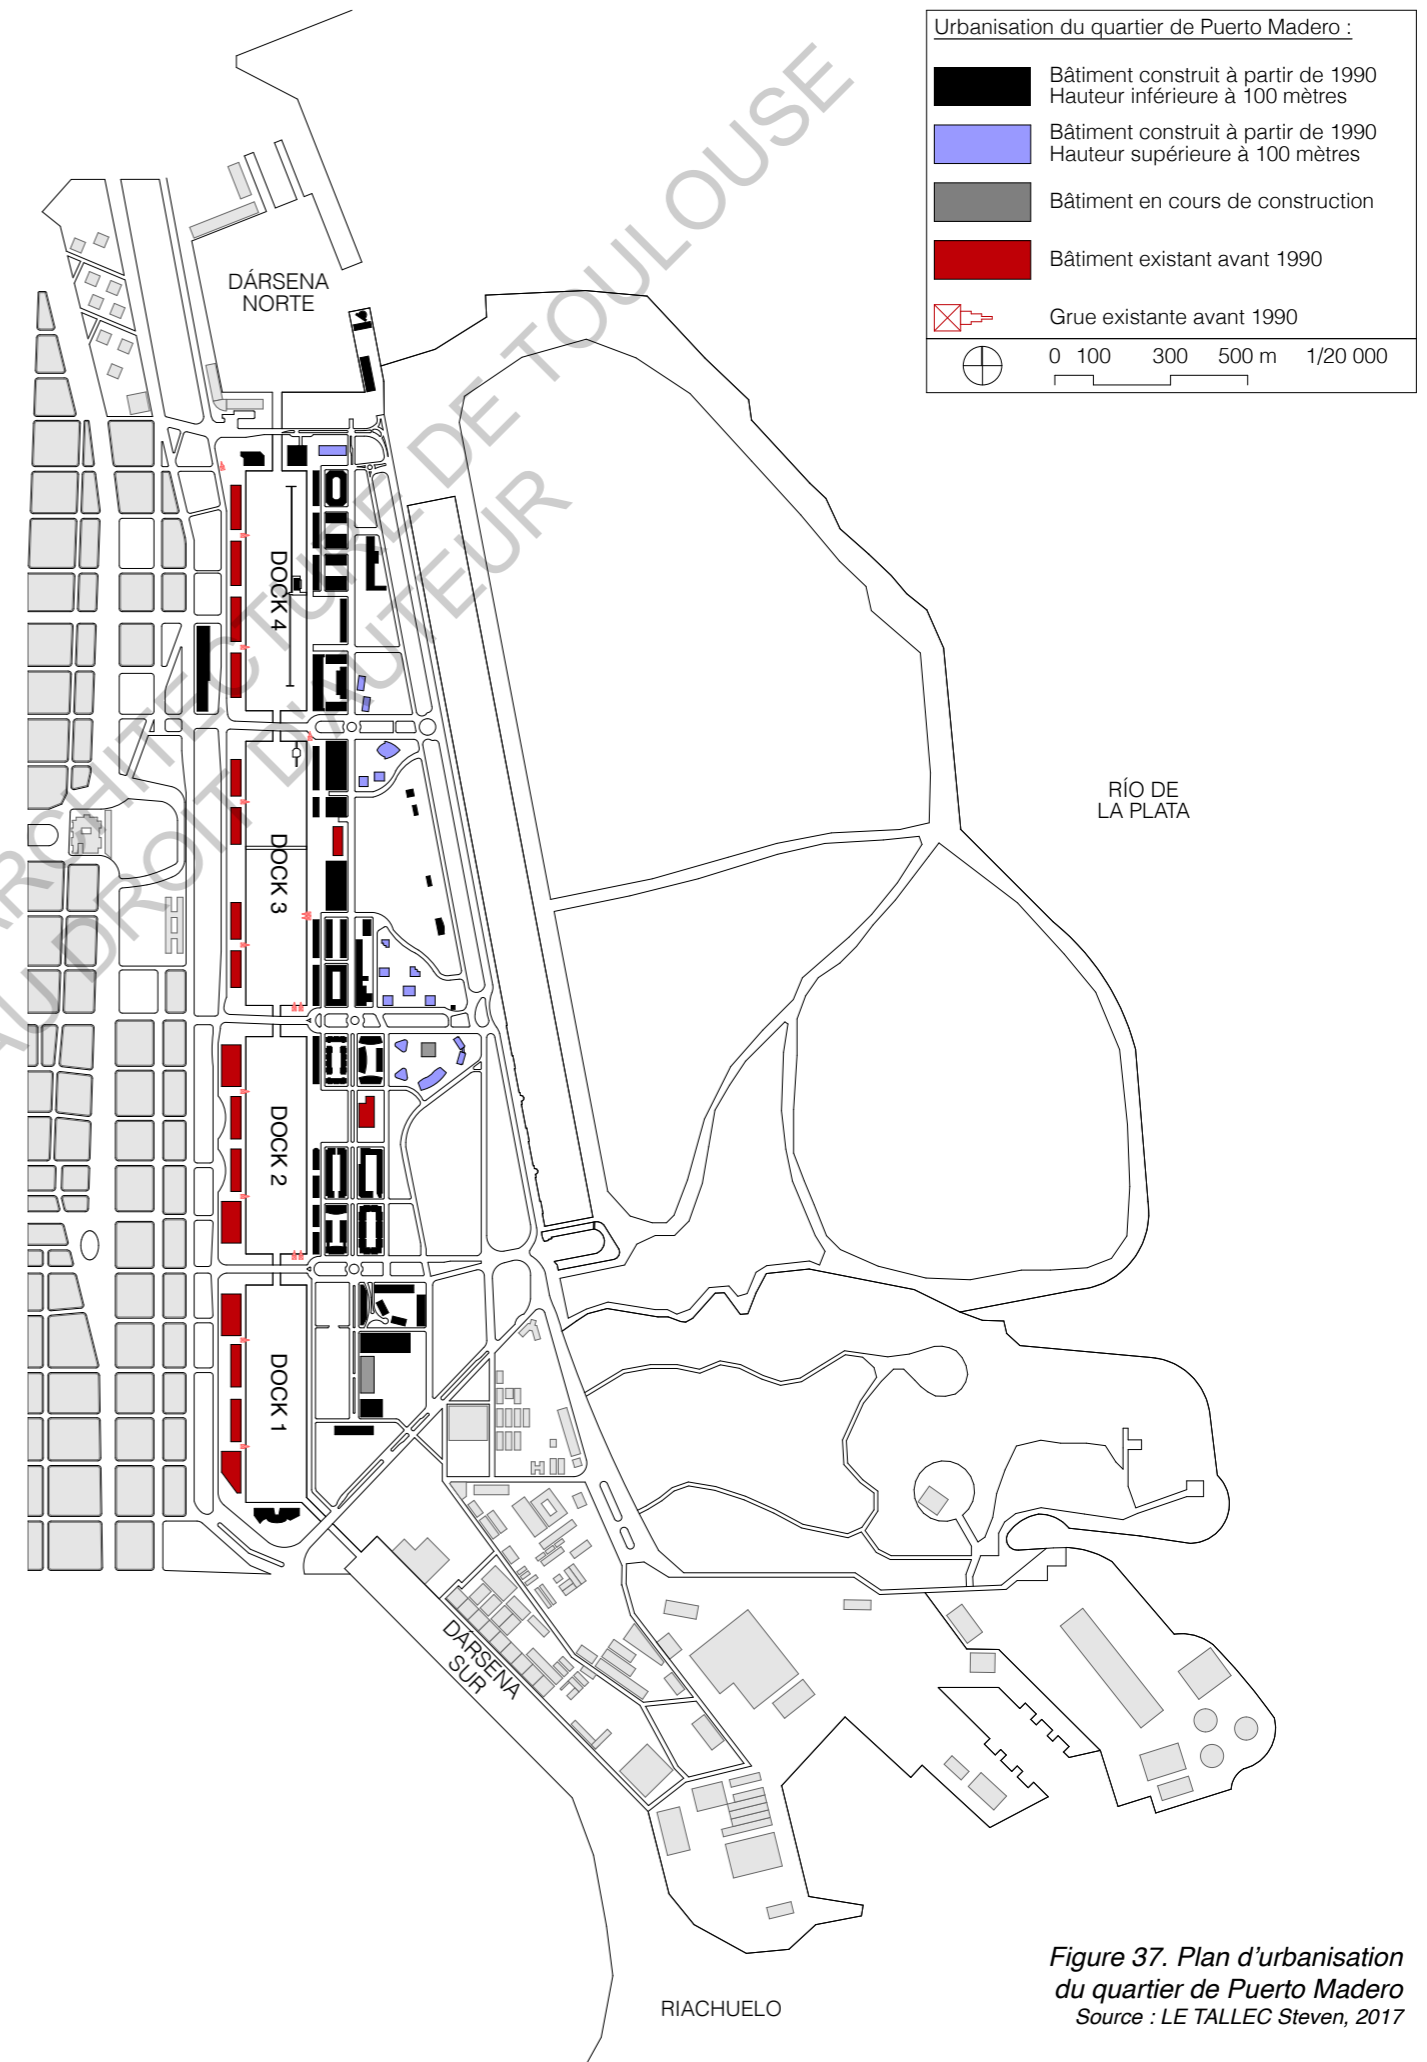 Urbanisation du quartier de Puerto Madero :
Bâtiment construit à partir de 1990
Hauteur inférieure à 100 mètres
Bâtiment construit à partir de 1990
Hauteur supérieure à 100 mètres
Bâtiment en cours de construction
Bâtiment existant avant 1990
Grue existante avant 1990
0 100 300 500 m 1/20 000
DÁRSENA
NORTE
DOCK 4
DOCK 3
DOCK 2
DOCK 1
RÍO DE
LA PLATA
DÁRSENA
SUR
RIACHUELO
ARCHITECTURE DE TOULOUSE
AU DROIT D'AUTEUR
Figure 37. Plan d'urbanisation
du quartier de Puerto Madero
Source : LE TALLEC Steven, 2017